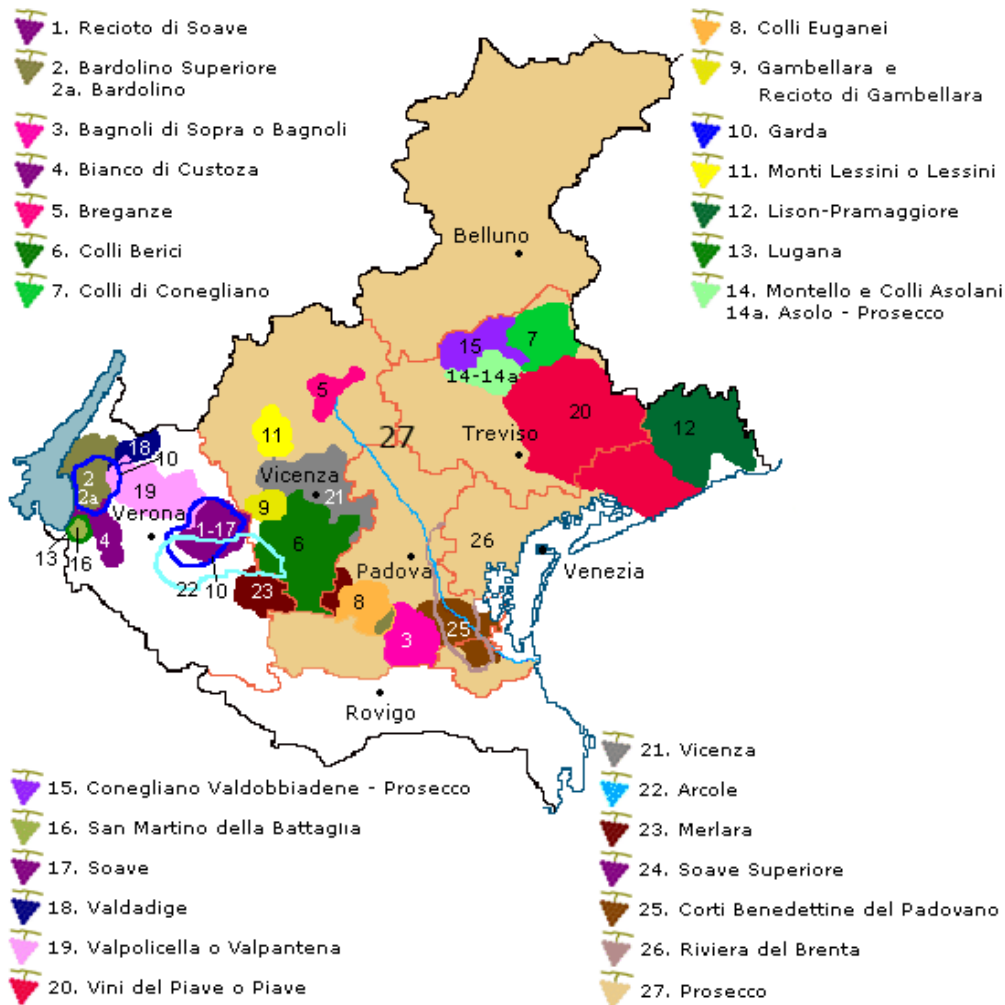 1. Recioto di Soave
2. Bardolino Superiore
2a. Bardolino
3. Bagnoli di Sopra o Bagnoli
4. Bianco di Custoza
5. Breganze
6. Colli Berici
7. Colli di Conegliano
8. Colli Euganei
9. Gambellara e
Recioto di Gambellara
10. Garda
11. Monti Lessini o Lessini
12. Lison-Pramaggiore
13. Lugana
14. Montello e Colli Asolani
14a. Asolo - Prosecco
Belluno
15
7
14-14a
5
20
12
27
11
Treviso
18
10
Vicenza
2
2a
19
21
9
Verona
1-17
4
6
26
13
16
Padova
Venezia
22
10
23
8
25
3
Rovigo
15. Conegliano Valdobbiadene - Prosecco
16. San Martino della Battaglia
17. Soave
18. Valdadige
19. Valpolicella o Valpantena
20. Vini del Piave o Piave
21. Vicenza
22. Arcole
23. Merlara
24. Soave Superiore
25. Corti Benedettine del Padovano
26. Riviera del Brenta
27. Prosecco